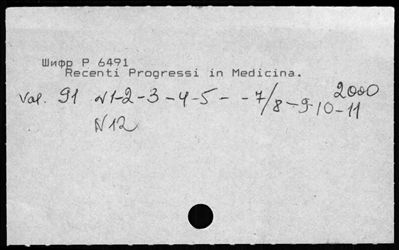 Шифр Р 6491
Recenti Progressi in Medicina.
Vol. 91 N1-2-3-4-5- -7/8-9-10-11 2000
N12